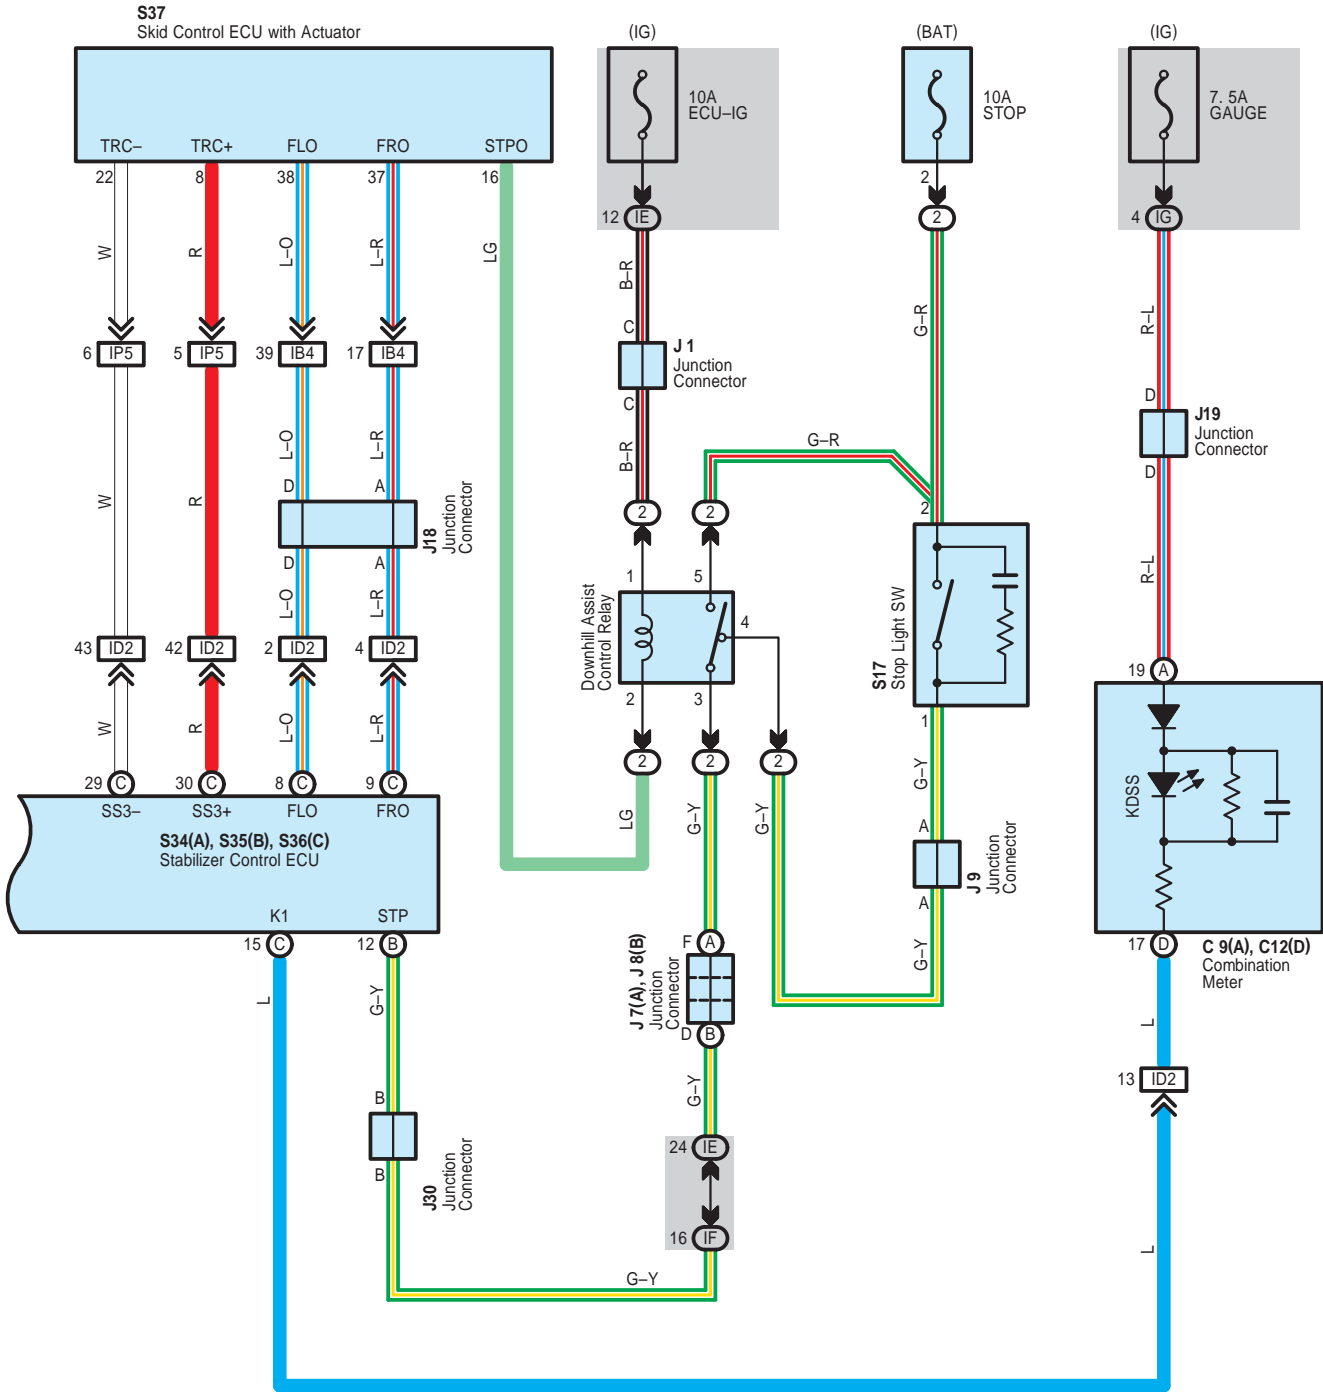 S37
Skid Control ECU with Actuator
(IG)
(BAT)
(IG)
10A
ECU–IG
10A
STOP
7. 5A
GAUGE
TRC–
TRC+
FLO
FRO
STPO
22
8
38
37
16
2
12
IE
2
4
IG
W
R
L–O
L–R
LG
B–R
G–R
R–L
C
J 1
Junction
Connector
C
6
IP5
5
IP5
39
IB4
17
IB4
D
J19
Junction
Connector
D
L–O
L–R
B–R
G–R
W
R
D
A
J18
Junction
Connector
D
A
2
2
2
L–O
L–R
R–L
1
5
4
Downhill Assist
Control Relay
2
3
S17
Stop Light SW
1
43
ID2
42
ID2
2
ID2
4
ID2
19
A
W
R
L–O
L–R
2
2
2
29
C
30
C
8
C
9
C
SS3–
SS3+
FLO
FRO
S34(A), S35(B), S36(C)
Stabilizer Control ECU
LG
G–Y
G–Y
G–Y
KDSS
A
J 9
Junction
Connector
A
K1
STP
15
C
12
B
F
A
J 7(A), J 8(B)
Junction
Connector
D
B
G–Y
17
D
C 9(A), C12(D)
Combination
Meter
L
G–Y
L
13
ID2
G–Y
B
J30
Junction
Connector
B
24
IE
16
IF
G–Y
L